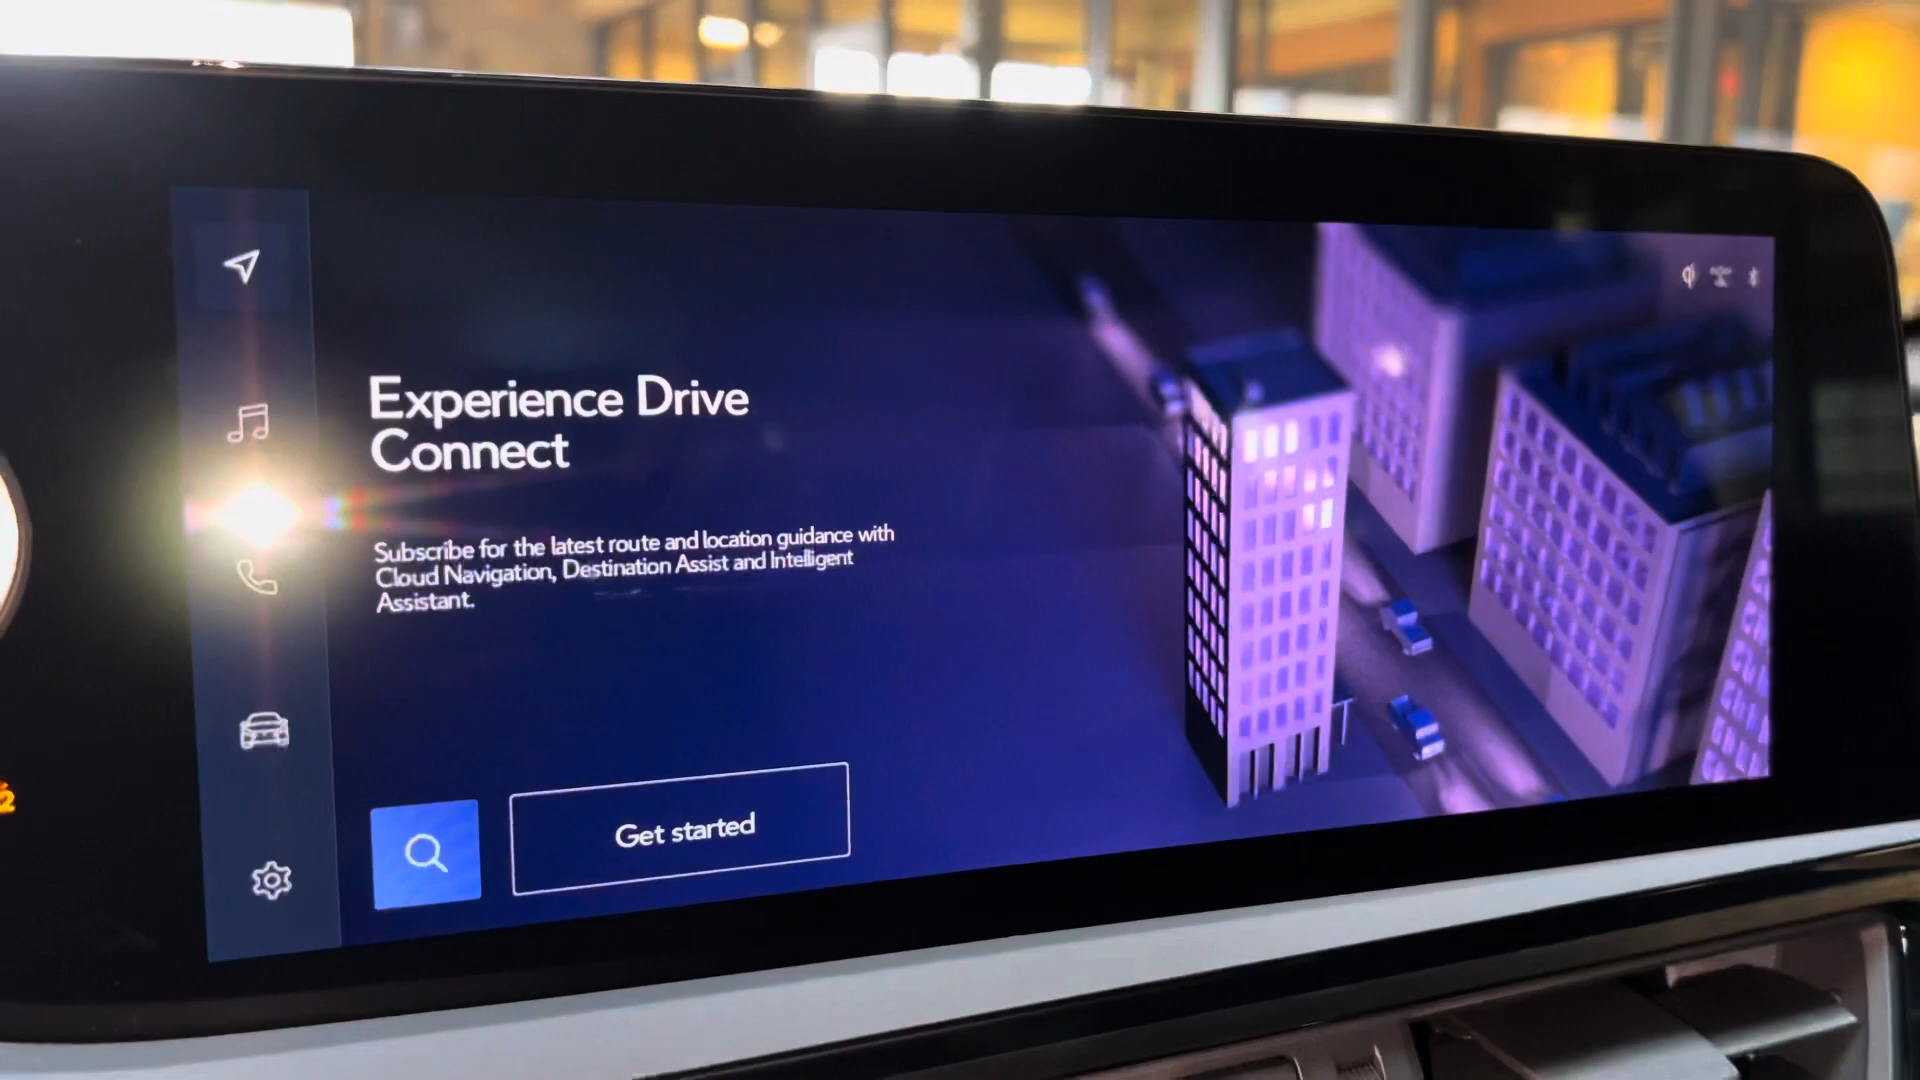 Experience Drive
Connect
Subscribe for the latest route and location guidance with
Cloud Navigation, Destination Assist and Intelligent
Assistant.
Get started